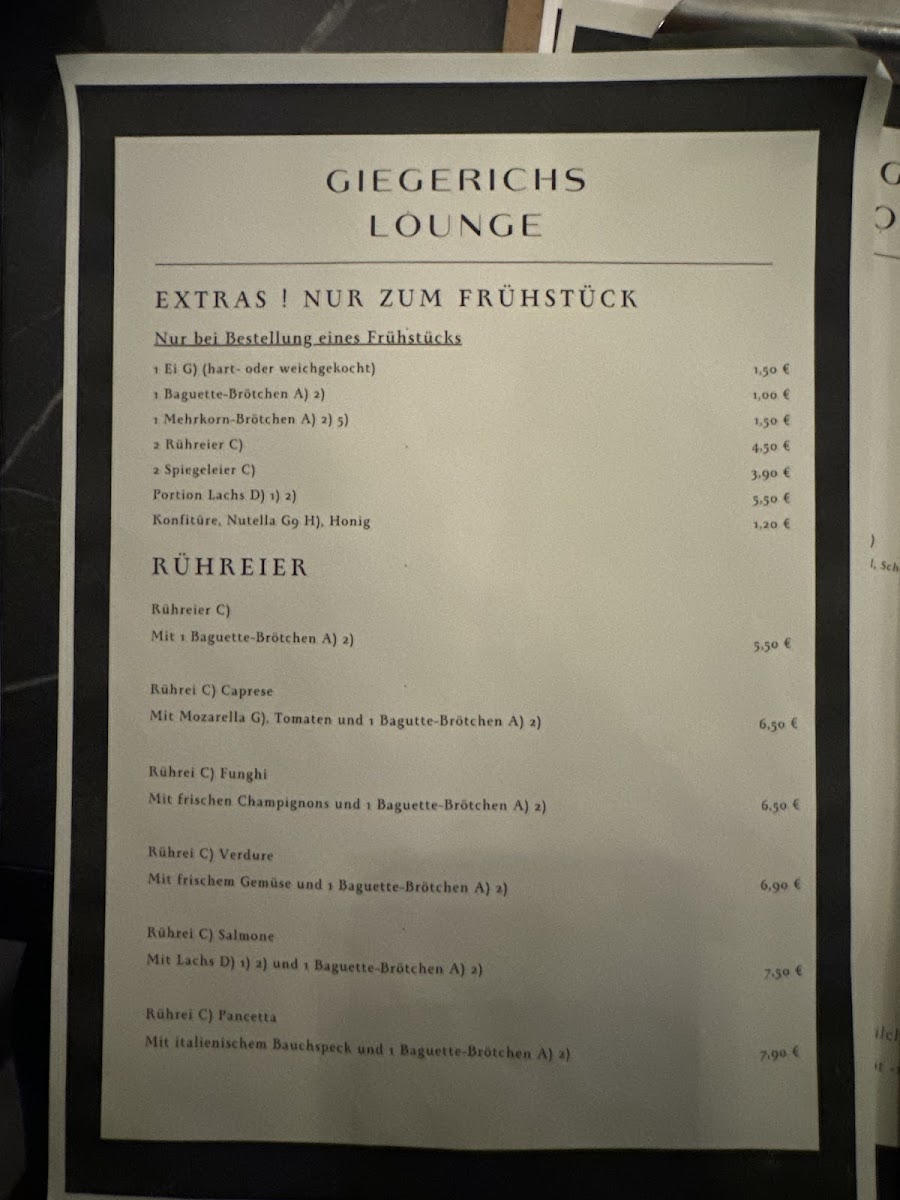 GIEGERICHS
LOUNGE
EXTRAS ! NUR ZUM FRÜHSTÜCK
Nur bei Bestellung eines Frühstücks
1 Ei G) (hart- oder weichgekocht) 1,50 €
1 Baguette-Brötchen A) 2) 1,00 €
1 Mehrkorn-Brötchen A) 2) 5) 1,50 €
2 Rühreier C) 4,50 €
2 Spiegeleier C) 3,90 €
Portion Lachs D) 1) 2) 5,50 €
Konfitüre, Nutella G9 H), Honig 1,20 €
RÜHREIER
Rühreier C)
Mit 1 Baguette-Brötchen A) 2) 5,50 €
Rührei C) Caprese
Mit Mozarella G), Tomaten und 1 Bagutte-Brötchen A) 2) 6,50 €
Rührei C) Funghi
Mit frischen Champignons und 1 Baguette-Brötchen A) 2) 6,50 €
Rührei C) Verdure
Mit frischem Gemüse und 1 Baguette-Brötchen A) 2) 6,90 €
Rührei C) Salmone
Mit Lachs D) 1) 2) und 1 Baguette-Brötchen A) 2) 7,50 €
Rührei C) Pancetta
Mit italienischem Bauchspeck und 1 Baguette-Brötchen A) 2) 7,90 €